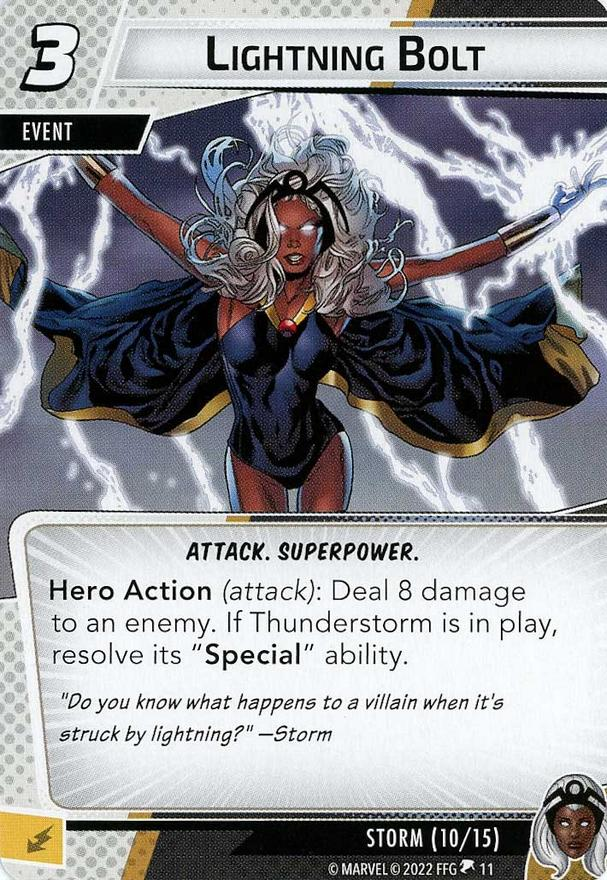 3
LIGHTNING BOLT
EVENT
ATTACK. SUPERPOWER.
Hero Action (attack): Deal 8 damage
to an enemy. If Thunderstorm is in play,
resolve its "Special" ability.
"Do you know what happens to a villain when it's
struck by lightning?" —Storm
STORM (10/15)
© MARVEL © 2022 FFG 11